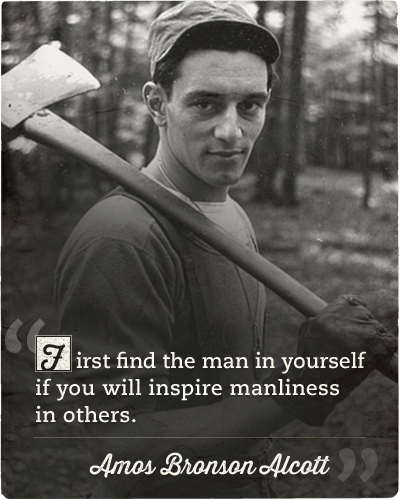 “First find the man in yourself
if you will inspire manliness
in others.
Amos Bronson Alcott”